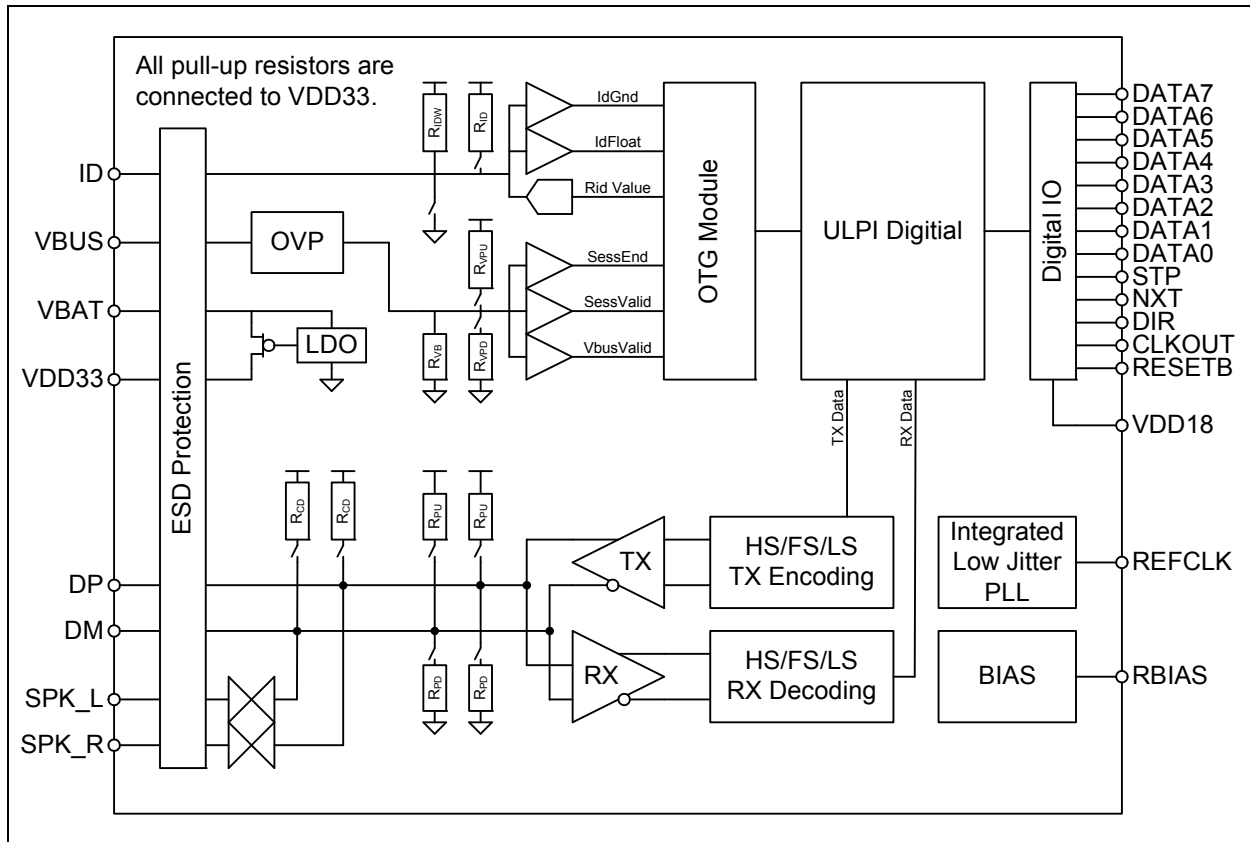 All pull-up resistors are
connected to VDD33.
ID
VBUS
VBAT
VDD33
DP
DM
SPK_L
SPK_R
ESD Protection
OVP
LDO
RIDW
RID
RVPU
RVB
RVPD
IdGnd
IdFloat
Rid Value
SessEnd
SessValid
VbusValid
OTG Module
ULPI Digitial
Digital IO
DATA7
DATA6
DATA5
DATA4
DATA3
DATA2
DATA1
DATA0
STP
NXT
DIR
CLKOUT
RESETB
VDD18
TX Data
RX Data
RCD
RCD
RPU
RPU
RPD
RPD
TX
RX
HS/FS/LS
TX Encoding
HS/FS/LS
RX Decoding
Integrated
Low Jitter
PLL
BIAS
REFCLK
RBIAS